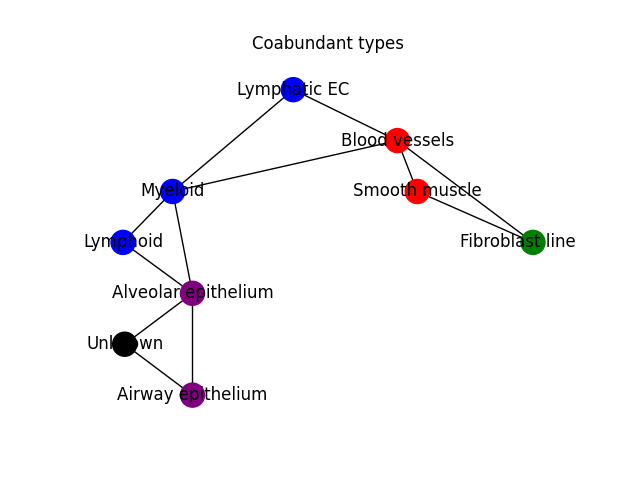 Coabundant types
Lymphatic EC
Blood vessels
Myeloid
Smooth muscle
Lymphoid
Fibroblast line
Alveolar epithelium
Unknown
Airway epithelium